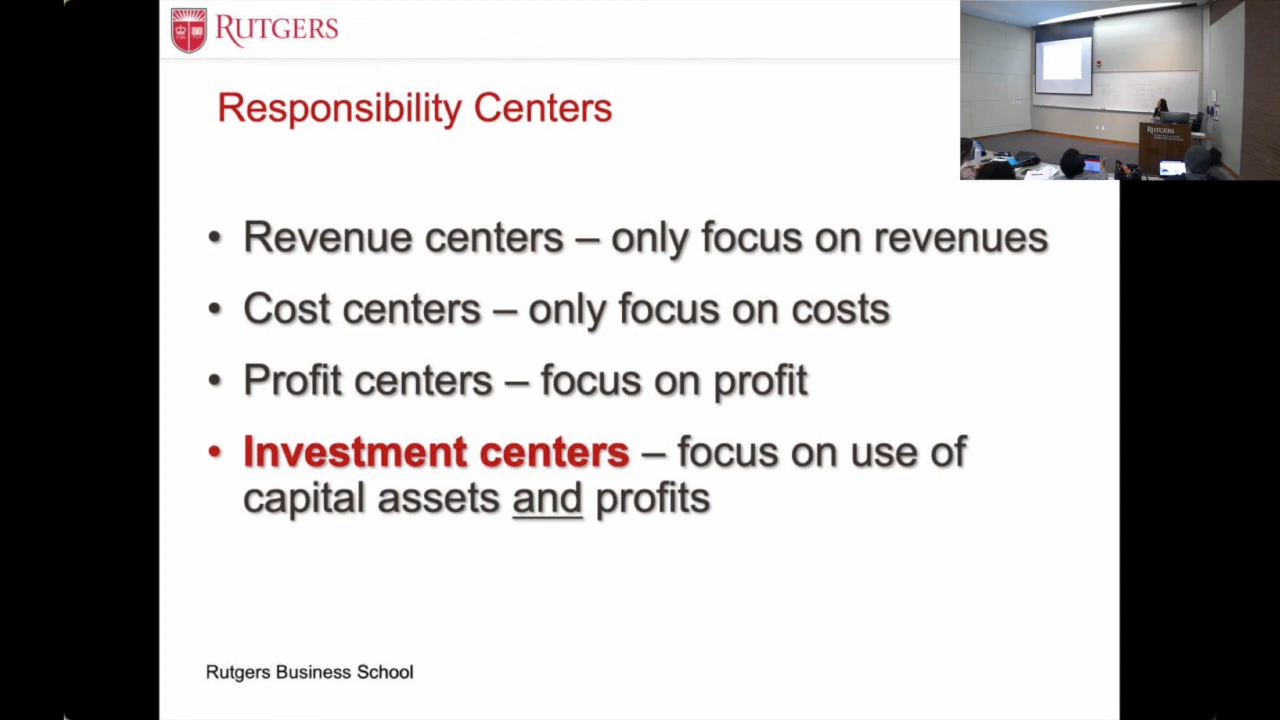 RUTGERS
Responsibility Centers
• Revenue centers – only focus on revenues
• Cost centers – only focus on costs
• Profit centers – focus on profit
• Investment centers – focus on use of
capital assets and profits
Rutgers Business School
RUTGERS